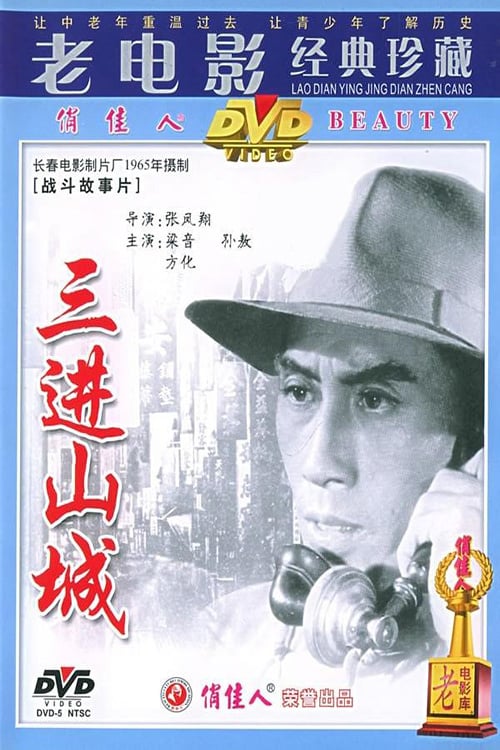 让中老年重温过去 让青少年了解历史
老电影 经典珍藏
LAO DIAN YING JING DIAN ZHEN CANG
俏佳人 DVD BEAUTY
VIDEO
长春电影制片厂1965年摄制
[战斗故事片]
导演:张凤翔
主演:梁音 孙敖
方化
三进山城
俏佳人
老电影库
DVD
VIDEO
DVD-5 NTSC
俏佳人® 荣誉出品